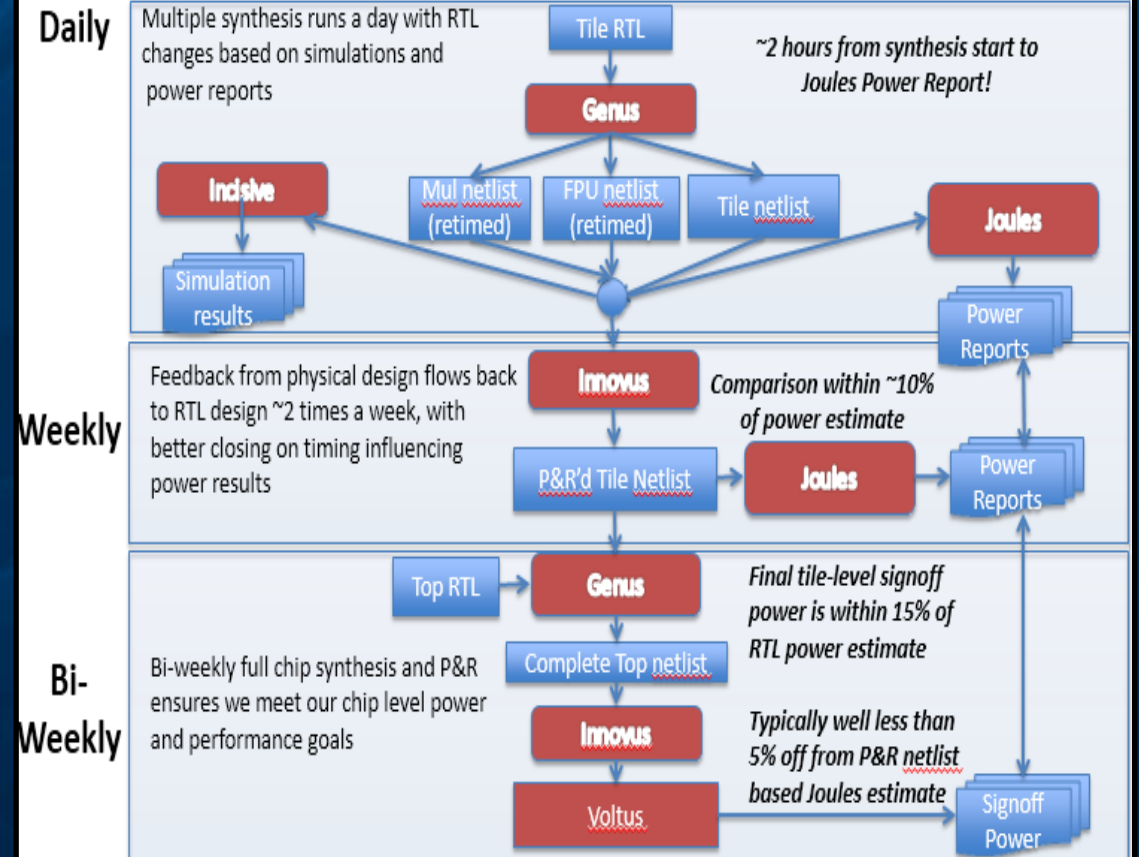 Daily
Multiple synthesis runs a day with RTL
changes based on simulations and
power reports
Tile RTL
~2 hours from synthesis start to
Joules Power Report!
Genus
Incisive
Mul netlist
(retimed)
FPU netlist
(retimed)
Tile netlist
Joules
Simulation
results
Power
Reports
Weekly
Feedback from physical design flows back
to RTL design ~2 times a week, with
better closing on timing influencing
power results
Innovus
Comparison within ~10%
of power estimate
P&R'd Tile Netlist
Joules
Power
Reports
Bi-
Weekly
Top RTL
Genus
Final tile-level signoff
power is within 15% of
RTL power estimate
Complete Top netlist
Bi-weekly full chip synthesis and P&R
ensures we meet our chip level power
and performance goals
Innovus
Typically well less than
5% off from P&R netlist
based Joules estimate
Voltus
Signoff
Power